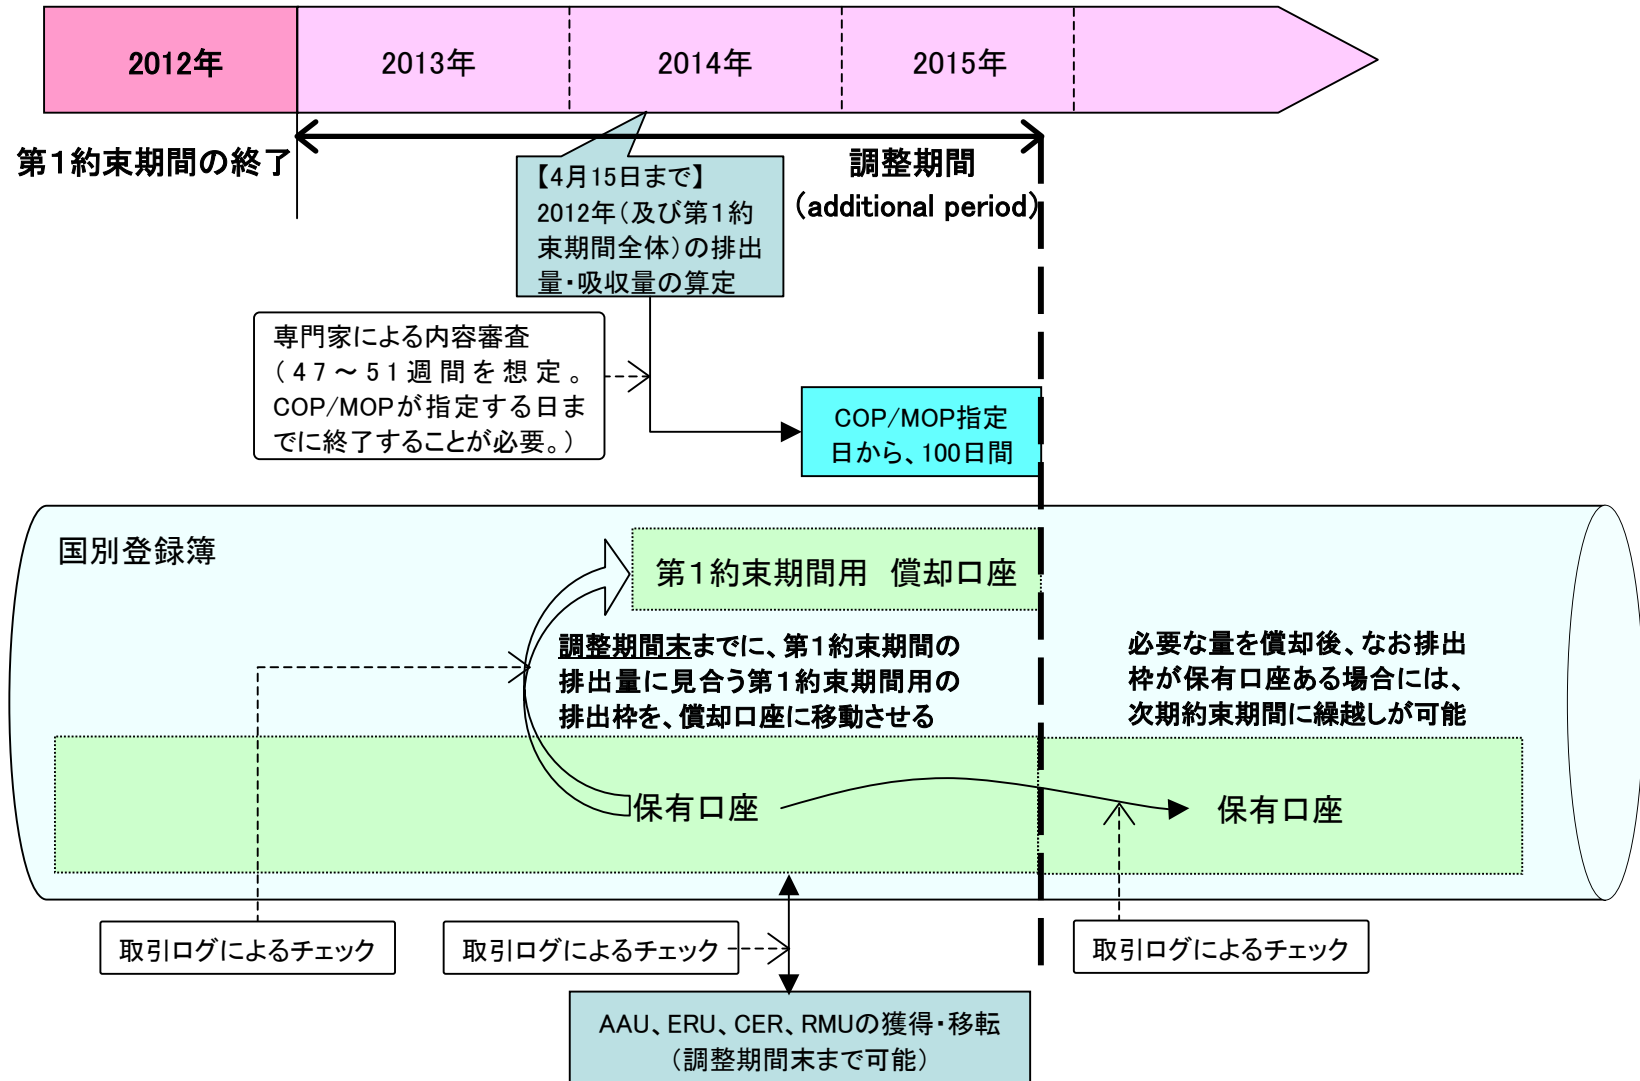 2012年
2013年
2014年
2015年
第1約束期間の終了
調整期間
(additional period)
【4月15日まで】
2012年(及び第1約
束期間全体)の排出
量・吸収量の算定
専門家による内容審査
(47～51週間を想定。
COP/MOPが指定する日ま
でに終了することが必要。)
COP/MOP指定
日から、100日間
国別登録簿
第1約束期間用 償却口座
調整期間末までに、第1約束期間の
排出量に見合う第1約束期間用の
排出枠を、償却口座に移動させる
必要な量を償却後、なお排出
枠が保有口座ある場合には、
次期約束期間に繰越しが可能
保有口座
保有口座
取引ログによるチェック
取引ログによるチェック
取引ログによるチェック
AAU、ERU、CER、RMUの獲得・移転
(調整期間末まで可能)